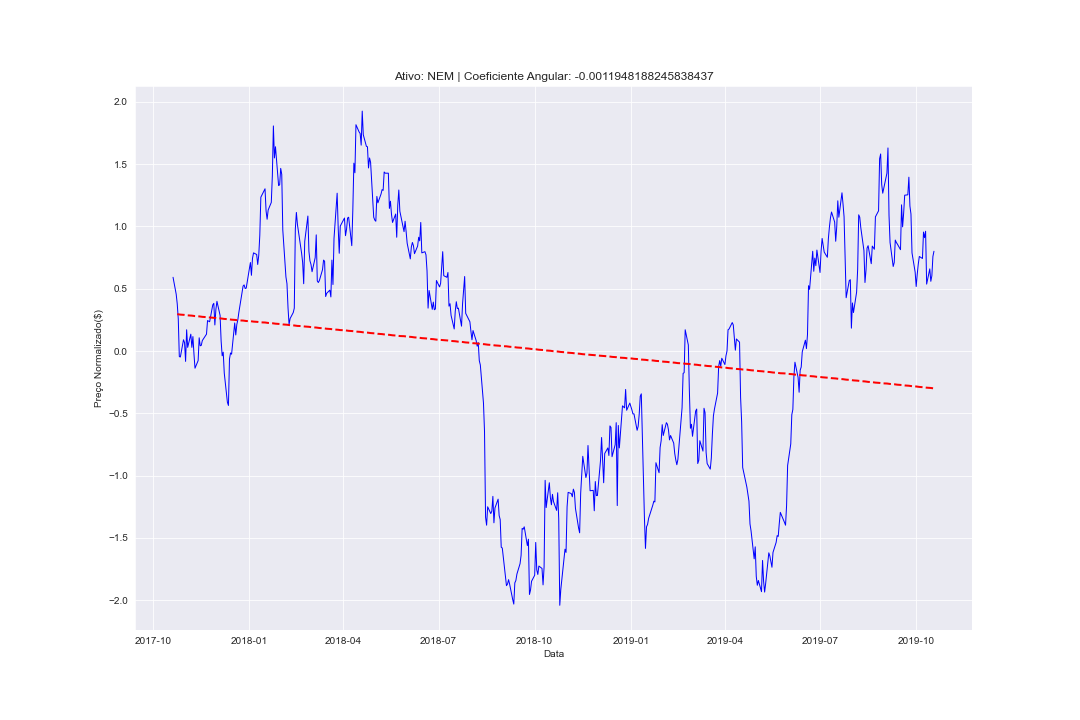 Ativo: NEM | Coeficiente Angular: -0.0011948188245838437
2.0
1.5
1.0
0.5
0.0
−0.5
−1.0
−1.5
−2.0
Preço Normalizado($)
2017-10 2018-01 2018-04 2018-07 2018-10 2019-01 2019-04 2019-07 2019-10
Data